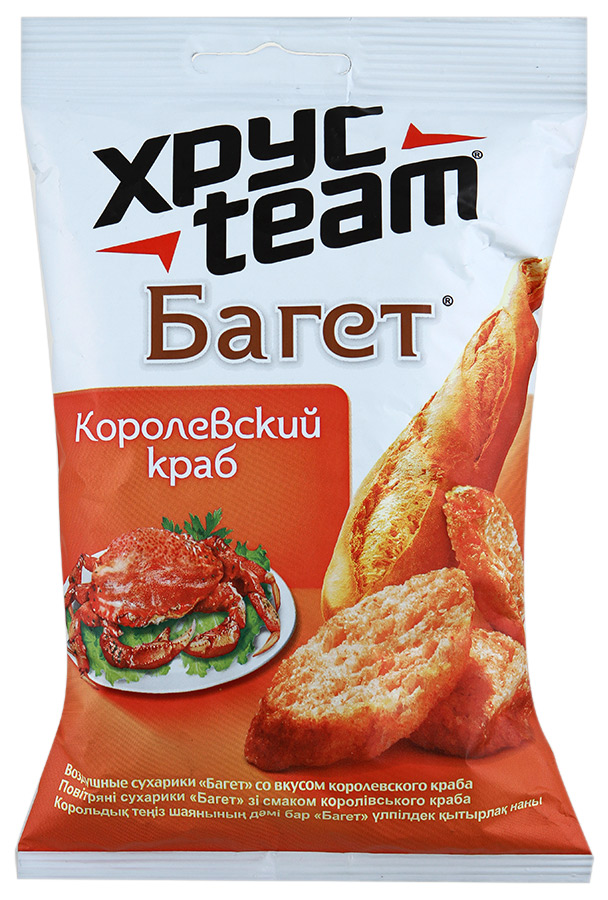 хрус
team®
Багет®
Королевский
краб
Воздушные сухарики «Багет» со вкусом королевского краба
Повітряні сухарики «Багет» зі смаком королівського краба
Корольдық теңіз шаянының дәмі бар «Багет» үлпілдек қытырлақ наны